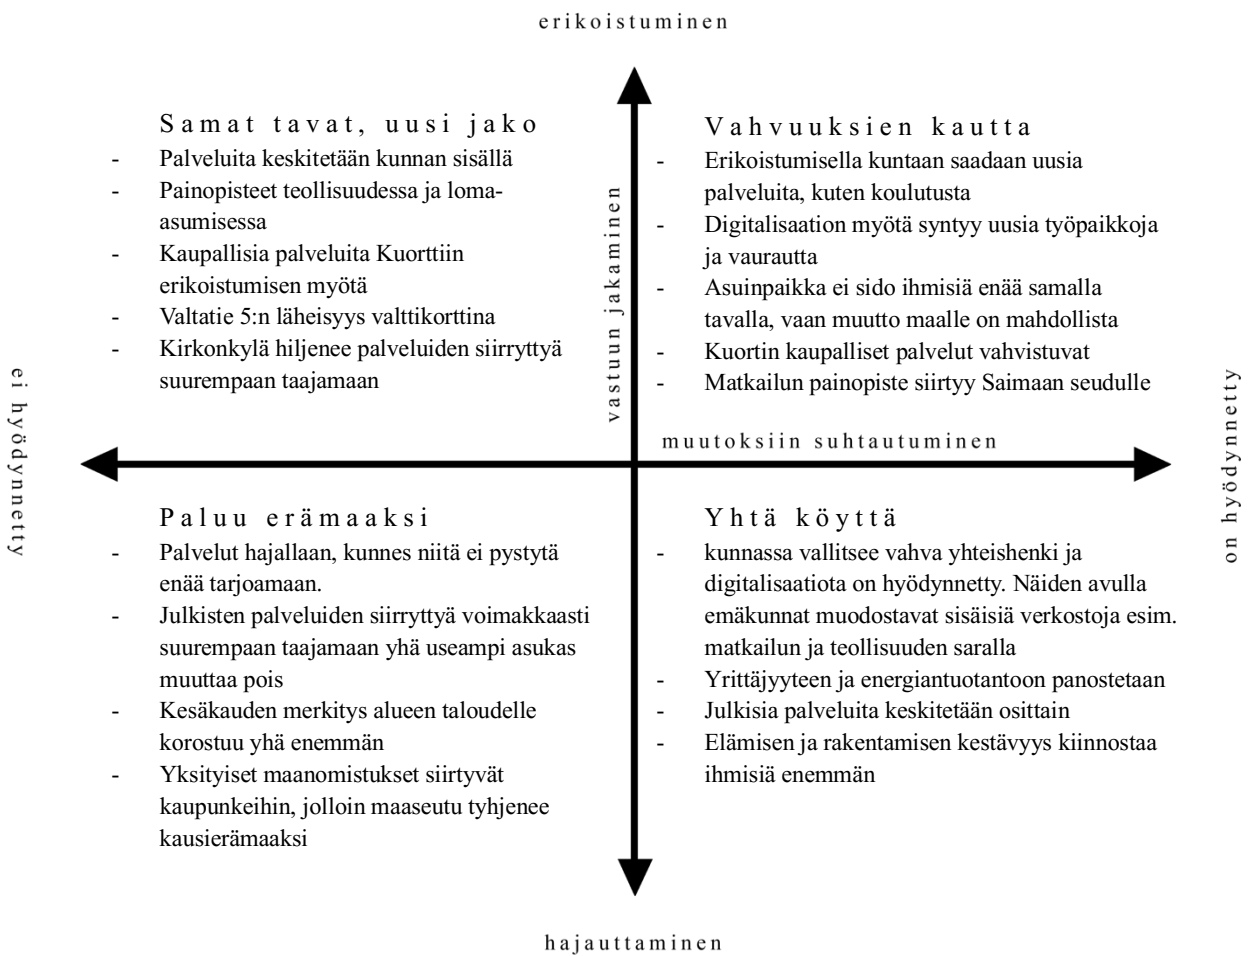 erikoistuminen
Samat tavat, uusi jako
- Palveluita keskitetään kunnan sisällä
- Painopisteet teollisuudessa ja loma-
asumisessa
- Kaupallisia palveluita Kuorttiin
erikoistumisen myötä
- Valtatie 5:n läheisyys valttikorttina
- Kirkonkylä hiljenee palveluiden siirryttyä
suurempaan taajamaan
vastuun jakaminen
Vahvuuksien kautta
- Erikoistumisella kuntaan saadaan uusia
palveluita, kuten koulutusta
- Digitalisaation myötä syntyy uusia työpaikkoja
ja vaurautta
- Asuinpaikka ei sido ihmisiä enää samalla
tavalla, vaan muutto maalle on mahdollista
- Kuortin kaupalliset palvelut vahvistuvat
- Matkailun painopiste siirtyy Saimaan seudulle
muutoksiin suhtautuminen
ei hyödynnetty
on hyödynnetty
Paluu erämaaksi
- Palvelut hajallaan, kunnes niitä ei pystytä
enää tarjoamaan.
- Julkisten palveluiden siirryttyä voimakkaasti
suurempaan taajamaan yhä useampi asukas
muuttaa pois
- Kesäkauden merkitys alueen taloudelle
korostuu yhä enemmän
- Yksityiset maanomistukset siirtyvät
kaupunkeihin, jolloin maaseutu tyhjenee
kausierämaaksi
Yhtä köyttä
- kunnassa vallitsee vahva yhteishenki ja
digitalisaatiota on hyödynnetty. Näiden avulla
emäkunnat muodostavat sisäisiä verkostoja esim.
matkailun ja teollisuuden saralla
- Yrittäjyyteen ja energiantuotantoon panostetaan
- Julkisia palveluita keskitetään osittain
- Elämisen ja rakentamisen kestävyys kiinnostaa
ihmisiä enemmän
hajauttaminen